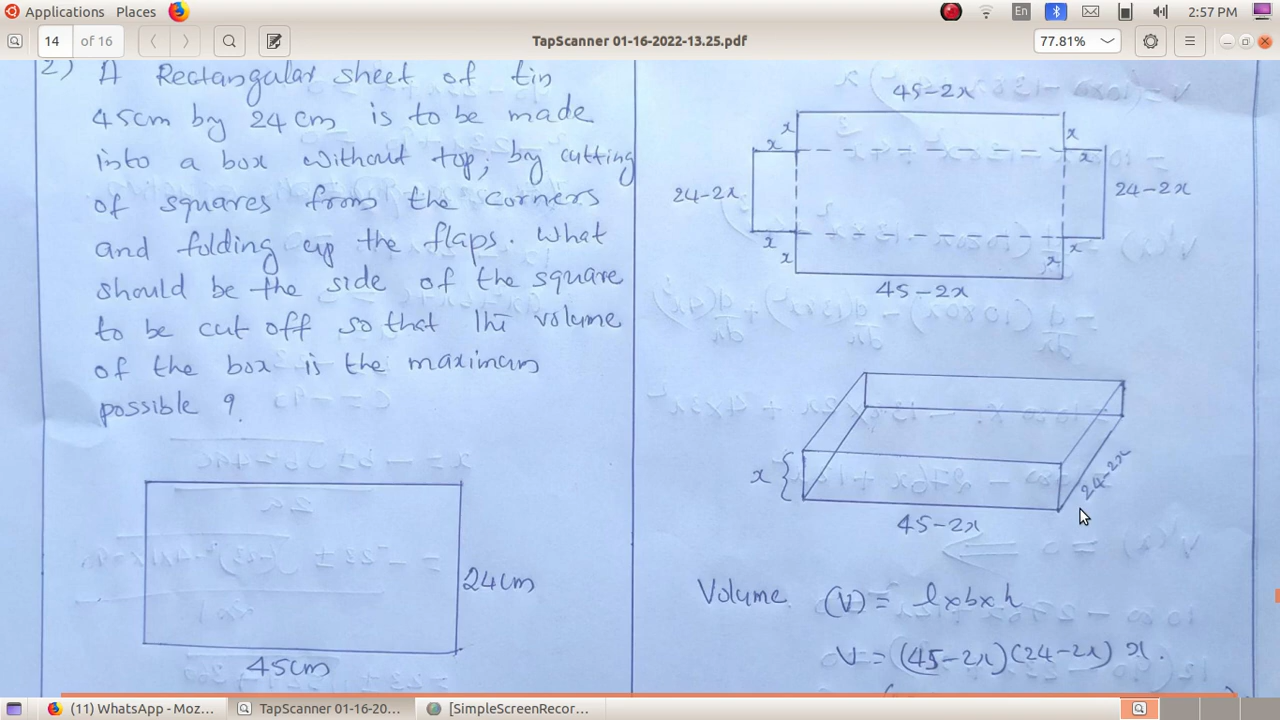 Applications Places
En
2:57 PM
14 of 16
TapScanner 01-16-2022-13.25.pdf
77.81%
2) A Rectangular sheet of tin
45cm by 24cm is to be made
into a box without top, by cutting
of squares from the corners
and folding up the flaps. What
should be the side of the square
to be cut off so that the volume
of the box is the maximum
possible ?
24cm
45cm
45-2x
x
x
x
x
24-2x
24-2x
x
x
x
x
45-2x
x
24-2x
45-2x
Volume (V) = l x b x h
V = (45-2x)(24-2x) x.
(11) WhatsApp - Moz...
TapScanner 01-16-20...
[SimpleScreenRecor...